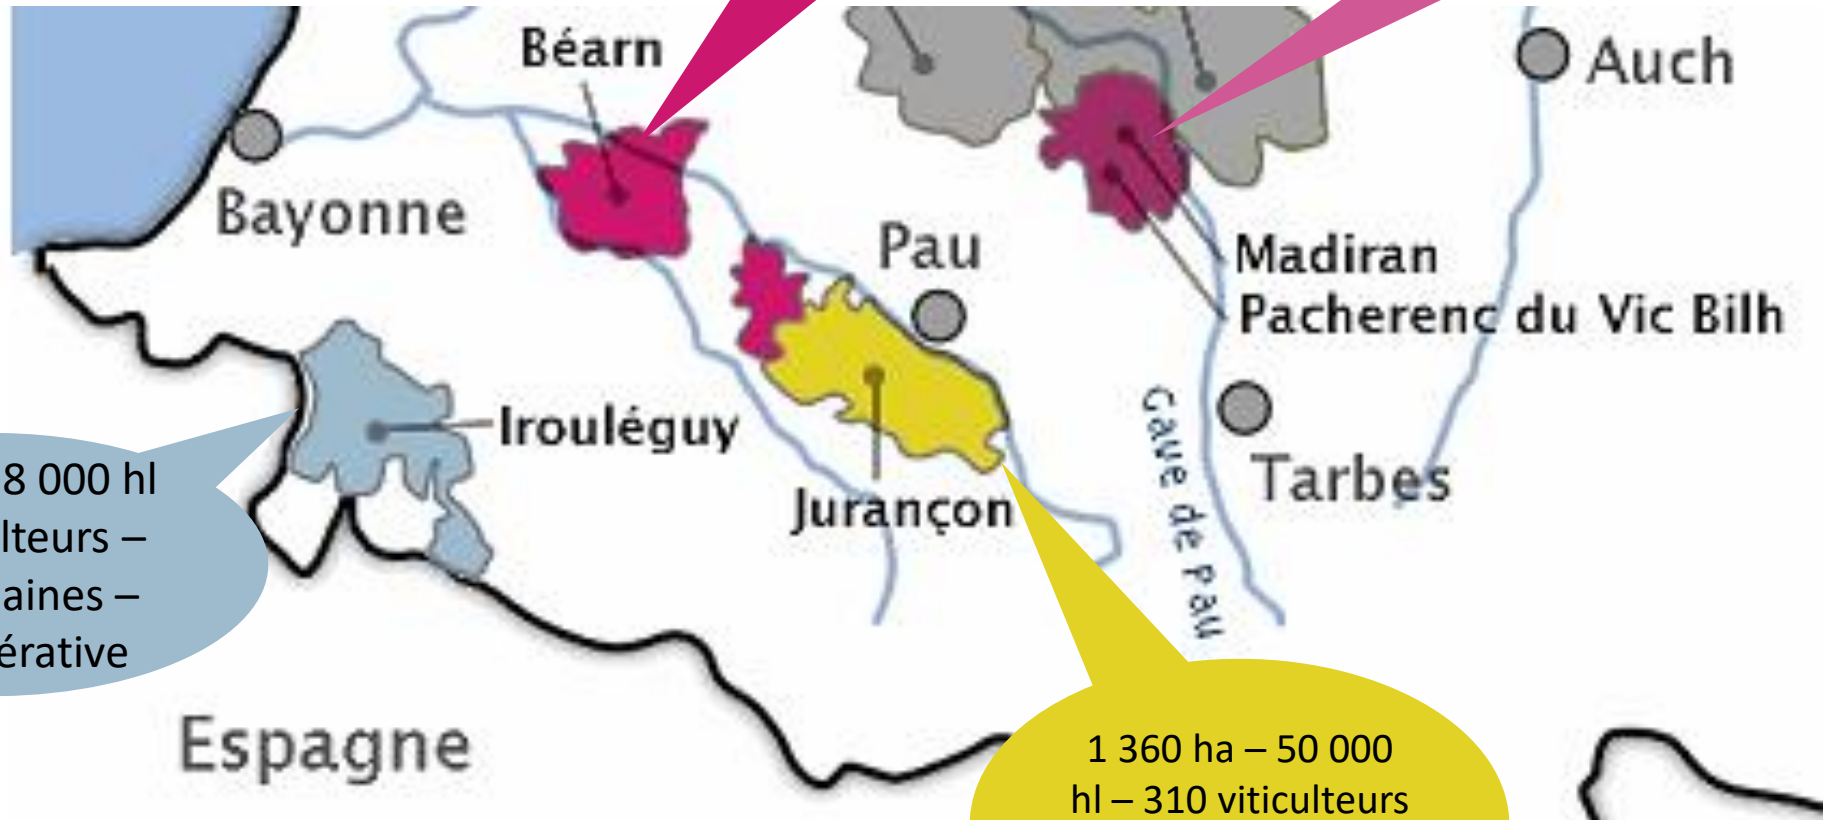 Béarn
Auch
Bayonne
Pau
Madiran
Pacherenc du Vic Bilh
Irouléguy
Gave de Pau
Tarbes
Jurançon
8 000 hl
lteurs –
aines –
érative
Espagne
1 360 ha – 50 000
hl – 310 viticulteurs